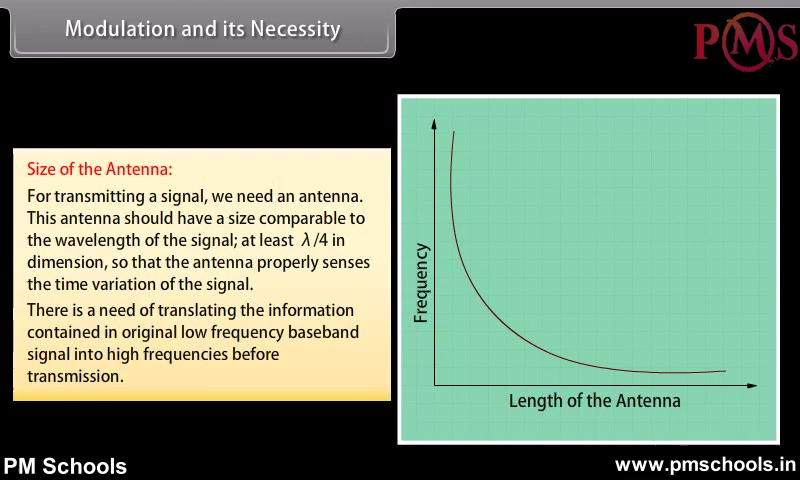 Modulation and its Necessity
PMS
Size of the Antenna:
For transmitting a signal, we need an antenna.
This antenna should have a size comparable to
the wavelength of the signal; at least λ/4 in
dimension, so that the antenna properly senses
the time variation of the signal.
There is a need of translating the information
contained in original low frequency baseband
signal into high frequencies before
transmission.
Frequency
Length of the Antenna
PM Schools
www.pmschools.in